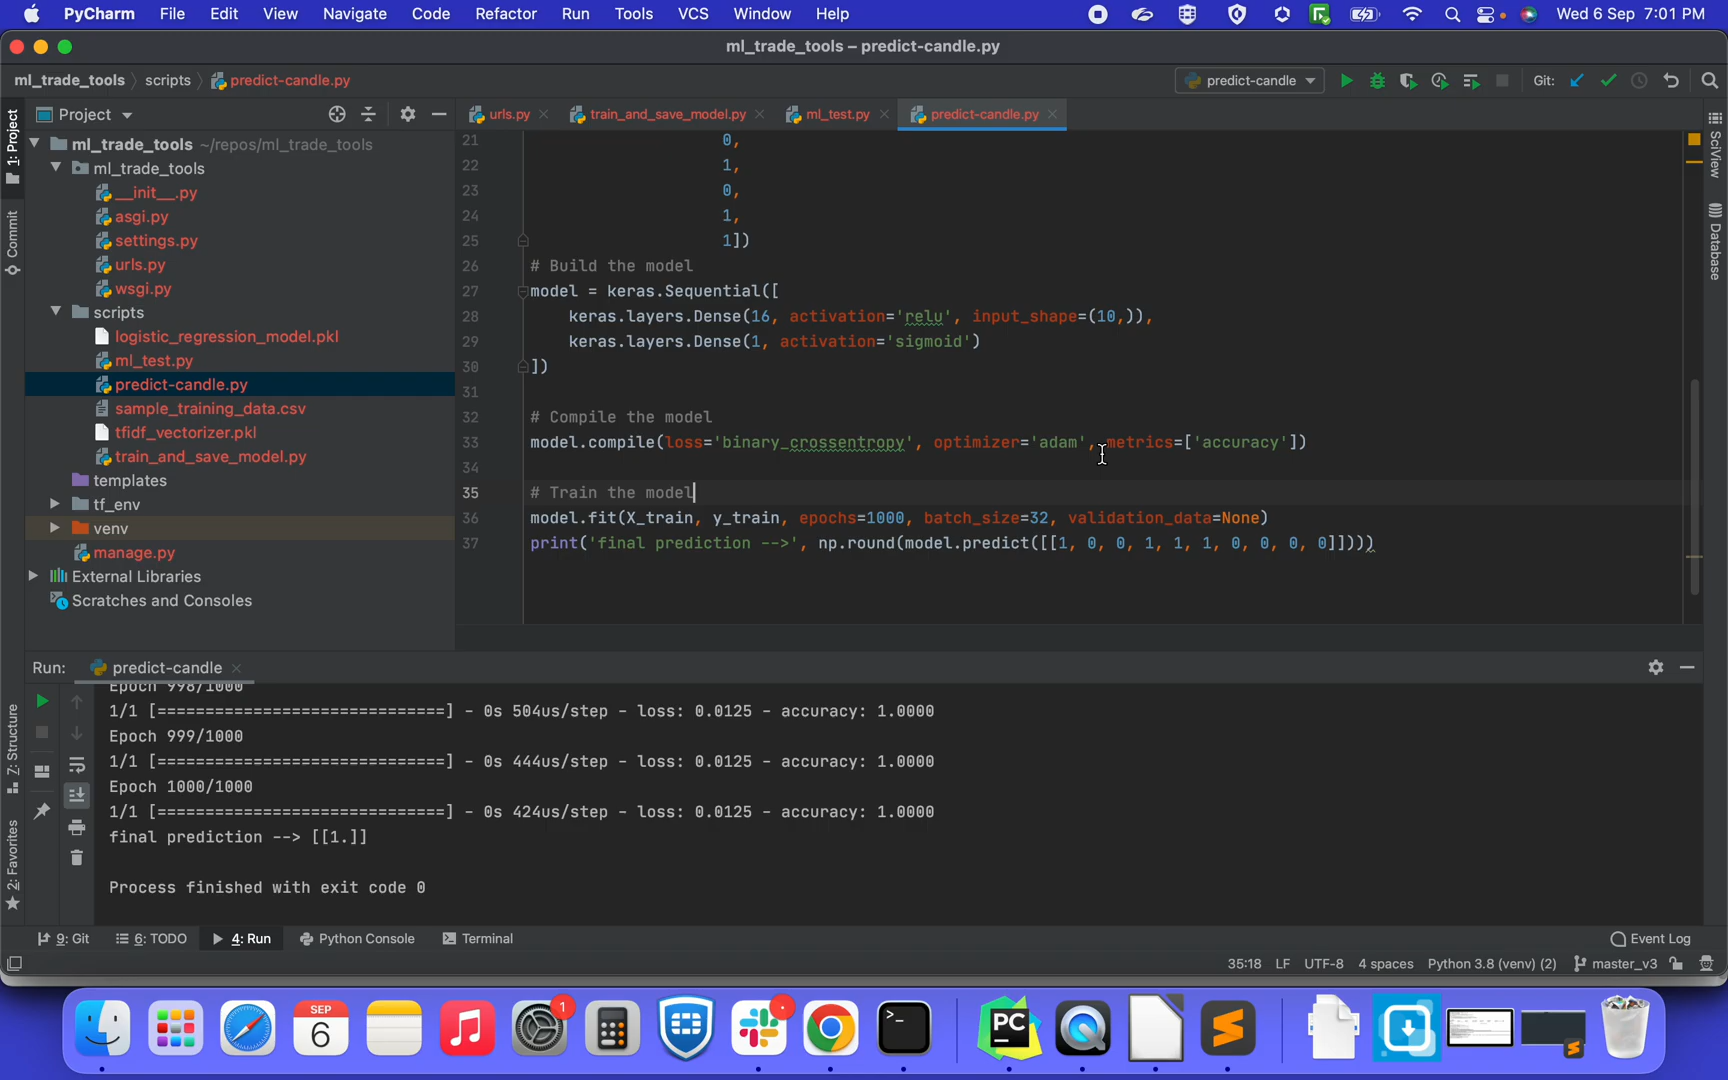 PyCharm File Edit View Navigate Code Refactor Run Tools VCS Window Help Wed 6 Sep 7:01 PM
ml_trade_tools – predict-candle.py
ml_trade_tools scripts predict-candle.py predict-candle Git:
1: Project
Commit
7: Structure
2: Favorites
SciView
Database
Project
urls.py train_and_save_model.py ml_test.py predict-candle.py
ml_trade_tools ~/repos/ml_trade_tools
ml_trade_tools
__init__.py
asgi.py
settings.py
urls.py
wsgi.py
scripts
logistic_regression_model.pkl
ml_test.py
predict-candle.py
sample_training_data.csv
tfidf_vectorizer.pkl
train_and_save_model.py
templates
tf_env
venv
manage.py
External Libraries
Scratches and Consoles
21 0,
22 1,
23 0,
24 1,
25 1])
26 # Build the model
27 model = keras.Sequential([
28 keras.layers.Dense(16, activation='relu', input_shape=(10,)),
29 keras.layers.Dense(1, activation='sigmoid')
30 ])
31
32 # Compile the model
33 model.compile(loss='binary_crossentropy', optimizer='adam', metrics=['accuracy'])
34
35 # Train the model
36 model.fit(X_train, y_train, epochs=1000, batch_size=32, validation_data=None)
37 print('final prediction -->', np.round(model.predict([[1, 0, 0, 1, 1, 1, 0, 0, 0, 0]])))
Run: predict-candle
Epoch 998/1000
1/1 [==============================] - 0s 504us/step - loss: 0.0125 - accuracy: 1.0000
Epoch 999/1000
1/1 [==============================] - 0s 444us/step - loss: 0.0125 - accuracy: 1.0000
Epoch 1000/1000
1/1 [==============================] - 0s 424us/step - loss: 0.0125 - accuracy: 1.0000
final prediction --> [[1.]]
Process finished with exit code 0
9: Git 6: TODO 4: Run Python Console Terminal Event Log
35:18 LF UTF-8 4 spaces Python 3.8 (venv) (2) master_v3
SEP
6
1
>_
PC